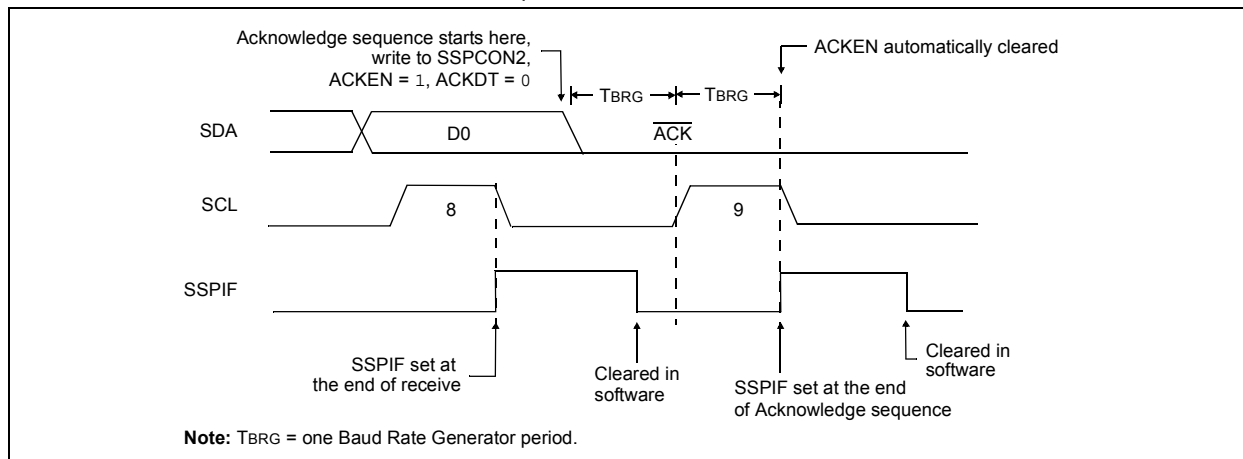 Acknowledge sequence starts here,
write to SSPCON2,
ACKEN = 1, ACKDT = 0
ACKEN automatically cleared
TBRG
TBRG
SDA
D0
ACK
SCL
8
9
SSPIF
SSPIF set at
the end of receive
Cleared in
software
SSPIF set at the end
of Acknowledge sequence
Cleared in
software
Note: TBRG = one Baud Rate Generator period.